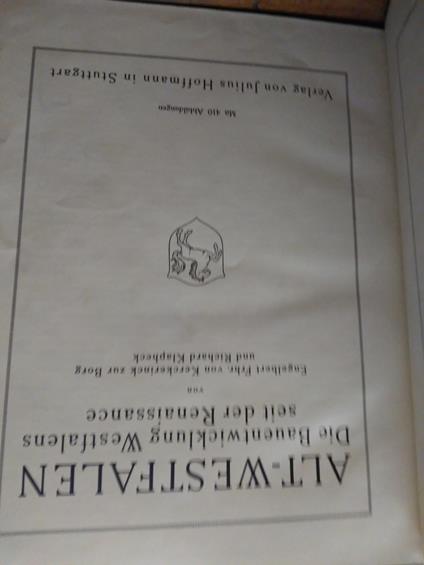 ALT-WESTFALEN
Die Bauentwicklung Westfalens
seit der Renaissance
von
Engelbert Frhr. von Kerckerinck zur Borg
und Richard Klapheck
Mit 410 Abbildungen
Verlag von Julius Hoffmann in Stuttgart